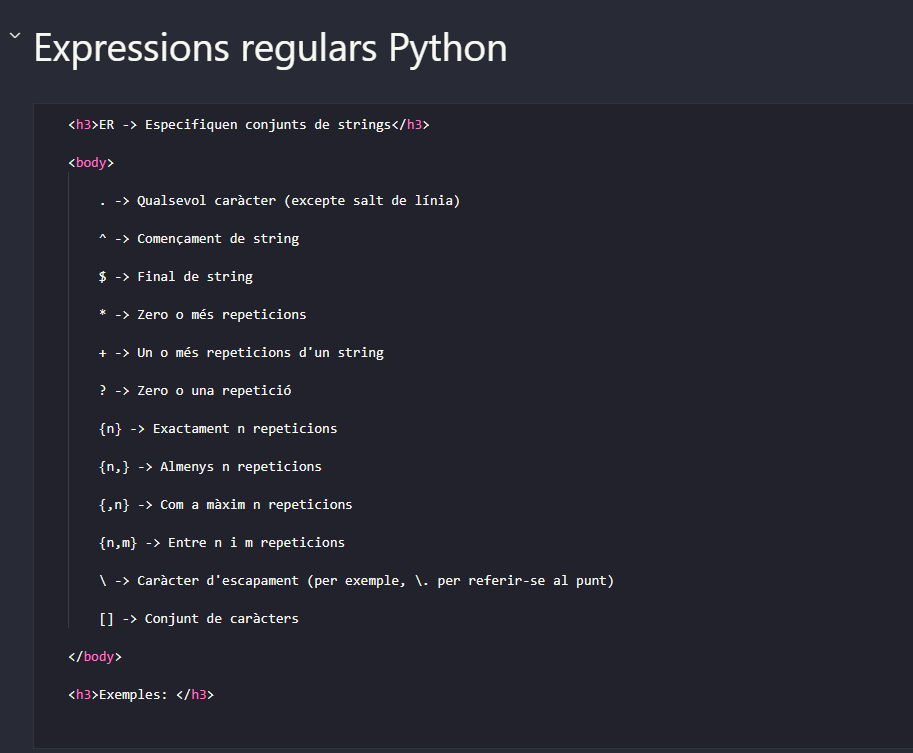 Expressions regulars Python
<h3>ER -> Especifiquen conjunts de strings</h3>
<body>
. -> Qualsevol caràcter (excepte salt de línia)
^ -> Començament de string
$ -> Final de string
* -> Zero o més repeticions
+ -> Un o més repeticions d'un string
? -> Zero o una repetició
{n} -> Exactament n repeticions
{n,} -> Almenys n repeticions
{,n} -> Com a màxim n repeticions
{n,m} -> Entre n i m repeticions
\ -> Caràcter d'escapament (per exemple, \. per referir-se al punt)
[] -> Conjunt de caràcters
</body>
<h3>Exemples: </h3>